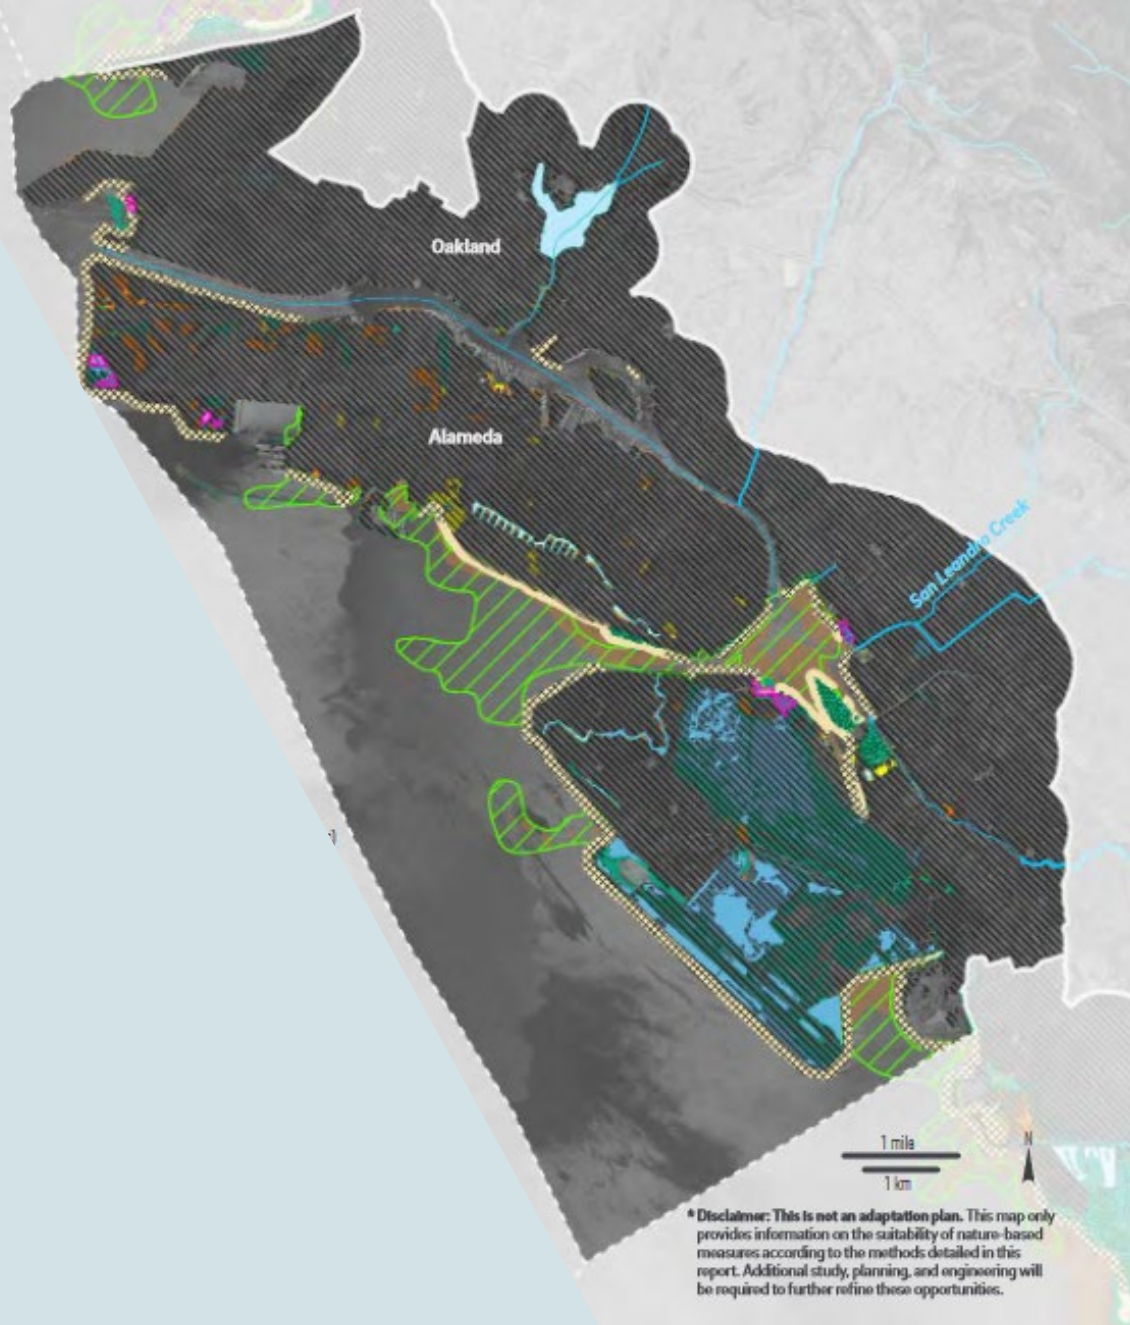 Oakland
Alameda
San Leandro Creek
1 mile
N
1 km
* Disclaimer: This is not an adaptation plan. This map only
provides information on the suitability of nature-based
measures according to the methods detailed in this
report. Additional study, planning, and engineering will
be required to further refine these opportunities.